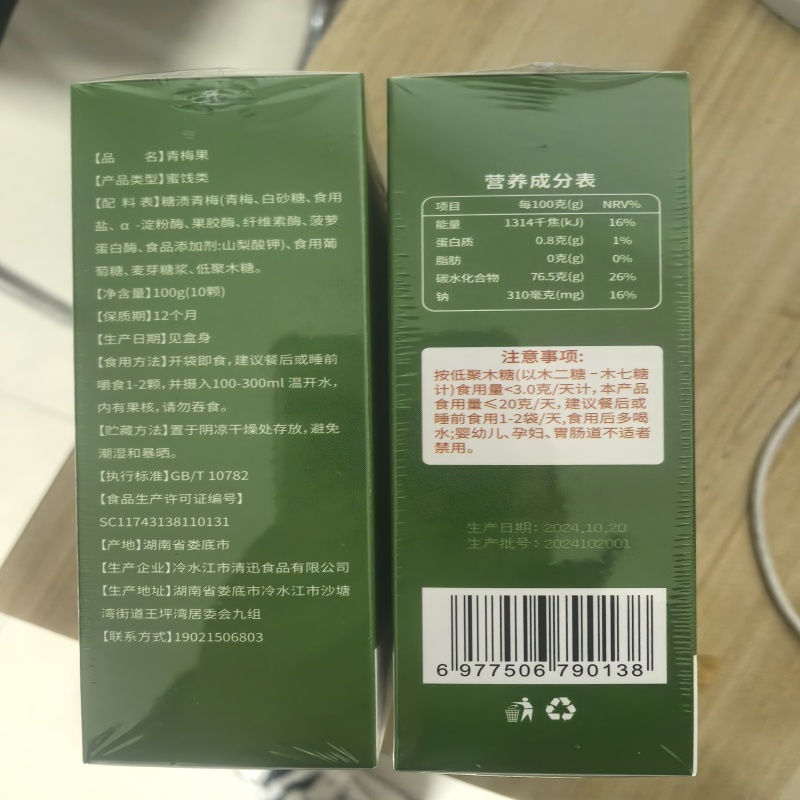 【品 名】青梅果
【产品类型】蜜饯类
【配 料 表】糖渍青梅(青梅、白砂糖、食用
盐、α -淀粉酶、果胶酶、纤维素酶、菠萝
蛋白酶、食品添加剂:山梨酸钾)、食用葡
萄糖、麦芽糖浆、低聚木糖。
【净含量】100g(10颗)
【保质期】12个月
【生产日期】见盒身
【食用方法】开袋即食,建议餐后或睡前
嚼食1-2颗,并摄入100-300ml 温开水,
内有果核,请勿吞食。
【贮藏方法】置于阴凉干燥处存放,避免
潮湿和暴晒。
【执行标准】GB/T 10782
【食品生产许可证编号】
SC11743138110131
【产地】湖南省娄底市
【生产企业】冷水江市清迅食品有限公司
【生产地址】湖南省娄底市冷水江市沙塘
湾街道王坪湾居委会九组
【联系方式】19021506803
营养成分表
项目 每100克(g) NRV%
能量 1314千焦(kJ) 16%
蛋白质 0.8克(g) 1%
脂肪 0克(g) 0%
碳水化合物 76.5克(g) 26%
钠 310毫克(mg) 16%
注意事项:
按低聚木糖(以木二糖-木七糖
计)食用量<3.0克/天计,本产品
食用量≤20克/天,建议餐后或
睡前食用1-2袋/天,食用后多喝
水;婴幼儿、孕妇、胃肠道不适者
禁用。
生产日期: 2024.10.20
生产批号: 2024102001
6 977506 790138